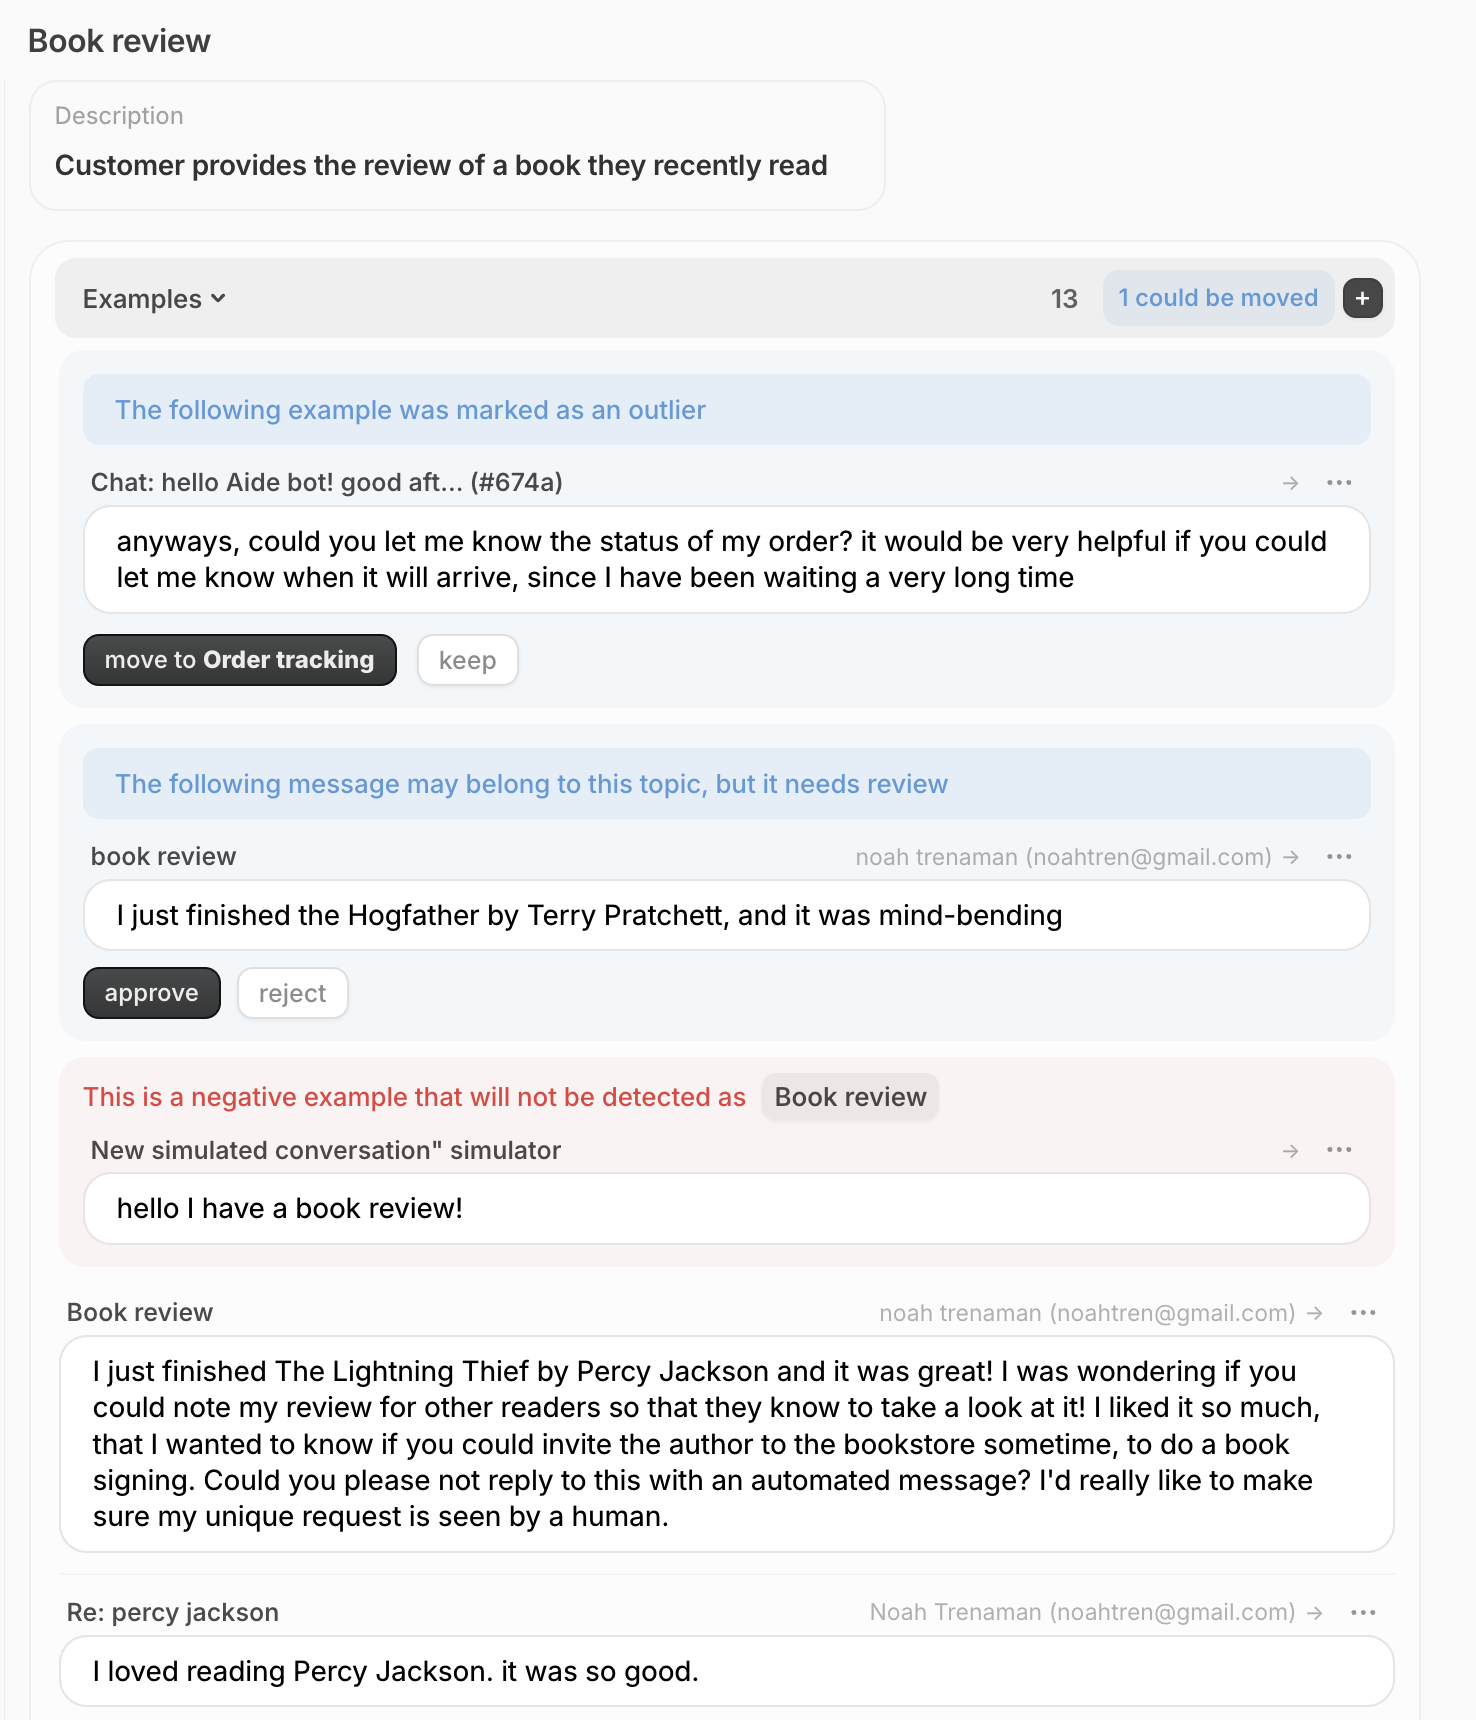 Book review
Description
Customer provides the review of a book they recently read
Examples
13
1 could be moved
+
The following example was marked as an outlier
Chat: hello Aide bot! good aft... (#674a)
→ ...
anyways, could you let me know the status of my order? it would be very helpful if you could
let me know when it will arrive, since I have been waiting a very long time
move to Order tracking
keep
The following message may belong to this topic, but it needs review
book review
noah trenaman (noahtren@gmail.com) → ...
I just finished the Hogfather by Terry Pratchett, and it was mind-bending
approve
reject
This is a negative example that will not be detected as Book review
New simulated conversation" simulator
→ ...
hello I have a book review!
Book review
noah trenaman (noahtren@gmail.com) → ...
I just finished The Lightning Thief by Percy Jackson and it was great! I was wondering if you
could note my review for other readers so that they know to take a look at it! I liked it so much,
that I wanted to know if you could invite the author to the bookstore sometime, to do a book
signing. Could you please not reply to this with an automated message? I'd really like to make
sure my unique request is seen by a human.
Re: percy jackson
Noah Trenaman (noahtren@gmail.com) → ...
I loved reading Percy Jackson. it was so good.